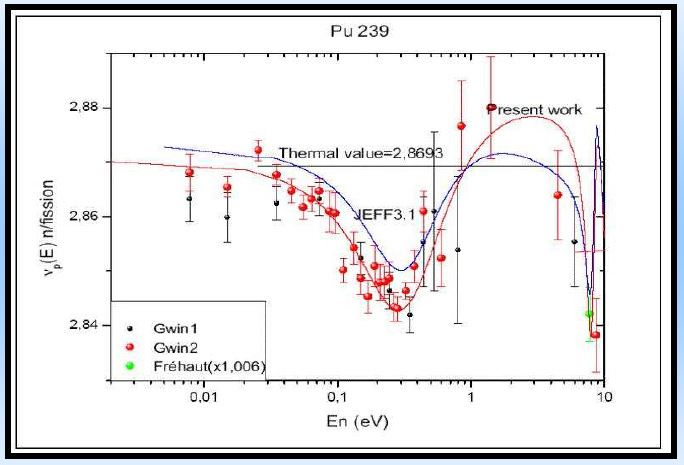 Pu 239
2,88
2,86
2,84
νp(E) n/fission
Present work
Thermal value=2,8693
JEFF3.1
Gwin1
Gwin2
Fréhaut(x1,006)
0,01
0,1
1
10
En (eV)